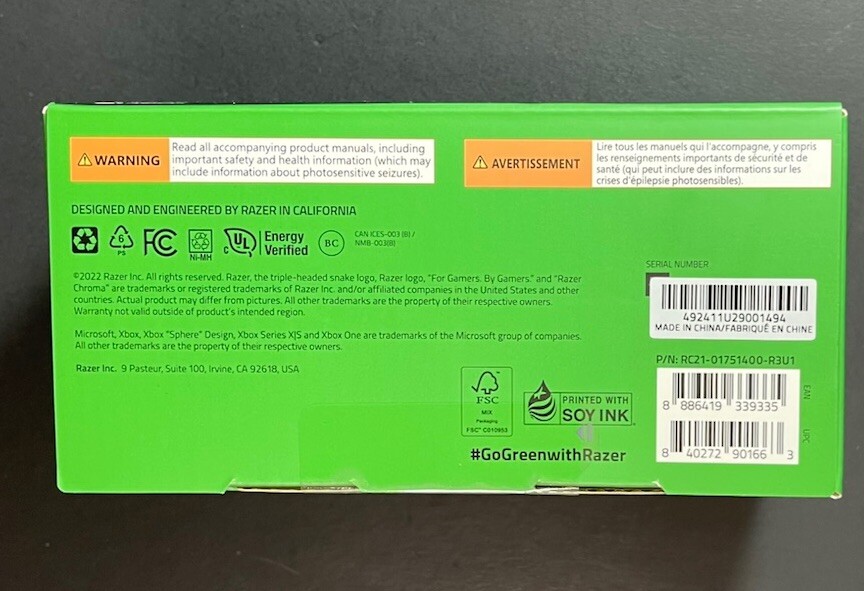 WARNING
Read all accompanying product manuals, including
important safety and health information (which may
include information about photosensitive seizures).
AVERTISSEMENT
Lire tous les manuels qui l'accompagne, y compris
les renseignements importants de sécurité et de
santé (qui peut inclure des informations sur les
crises d'épilepsie photosensibles).
DESIGNED AND ENGINEERED BY RAZER IN CALIFORNIA
6
PS
FC
Ni-MH
c UL
Energy
Verified
BC
CAN ICES-003 (B) /
NMB-003(B)
©2022 Razer Inc. All rights reserved. Razer, the triple-headed snake logo, Razer logo, "For Gamers. By Gamers." and "Razer
Chroma" are trademarks or registered trademarks of Razer Inc. and/or affiliated companies in the United States and other
countries. Actual product may differ from pictures. All other trademarks are the property of their respective owners.
Warranty not valid outside of product's intended region.
Microsoft, Xbox, Xbox "Sphere" Design, Xbox Series X|S and Xbox One are trademarks of the Microsoft group of companies.
All other trademarks are the property of their respective owners.
Razer Inc. 9 Pasteur, Suite 100, Irvine, CA 92618, USA
FSC
MIX
Packaging
FSC™ C010953
PRINTED WITH
SOY INK
#GoGreenwithRazer
SERIAL NUMBER
492411U29001494
MADE IN CHINA/FABRIQUÉ EN CHINE
P/N: RC21-01751400-R3U1
8 886419 339335
EAN
8 40272 90166 3
UPC